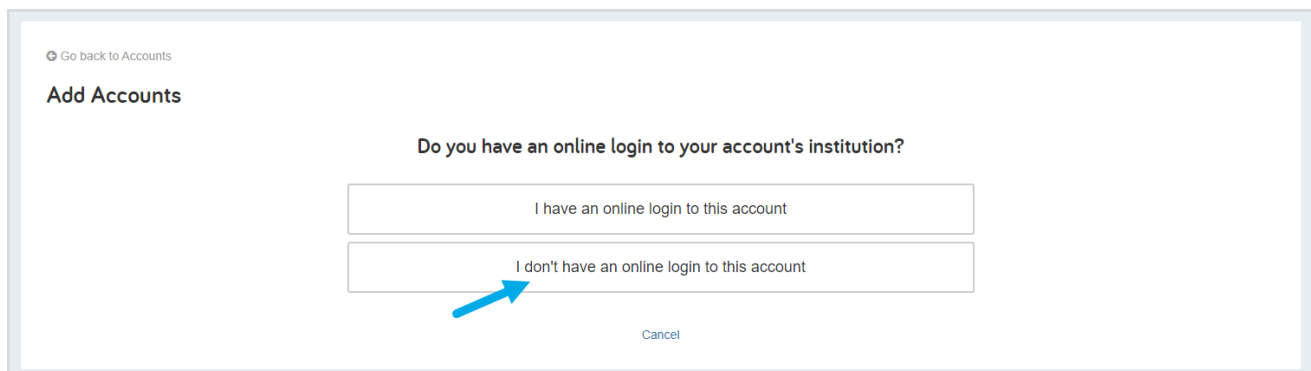 Go back to Accounts
Add Accounts
Do you have an online login to your account's institution?
I have an online login to this account
I don't have an online login to this account
Cancel